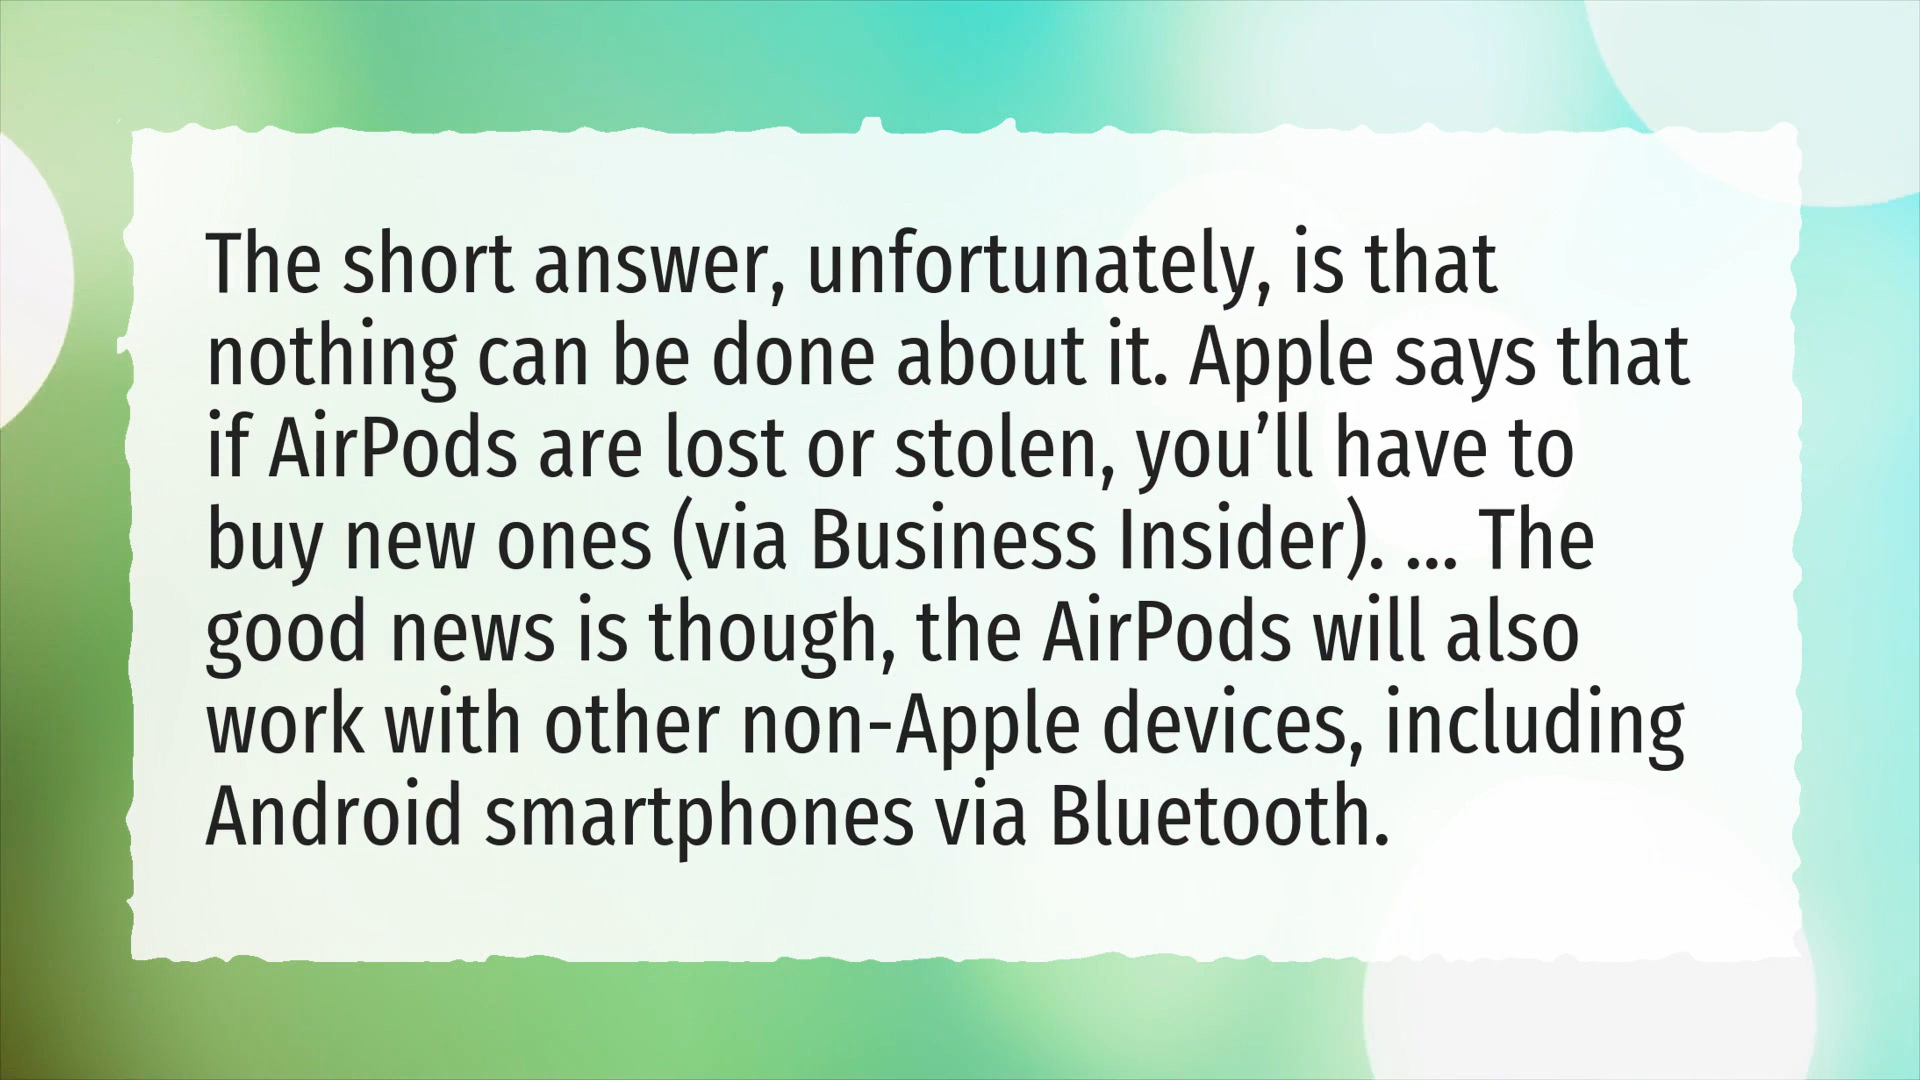 The short answer, unfortunately, is that
nothing can be done about it. Apple says that
if AirPods are lost or stolen, you’ll have to
buy new ones (via Business Insider). ... The
good news is though, the AirPods will also
work with other non-Apple devices, including
Android smartphones via Bluetooth.